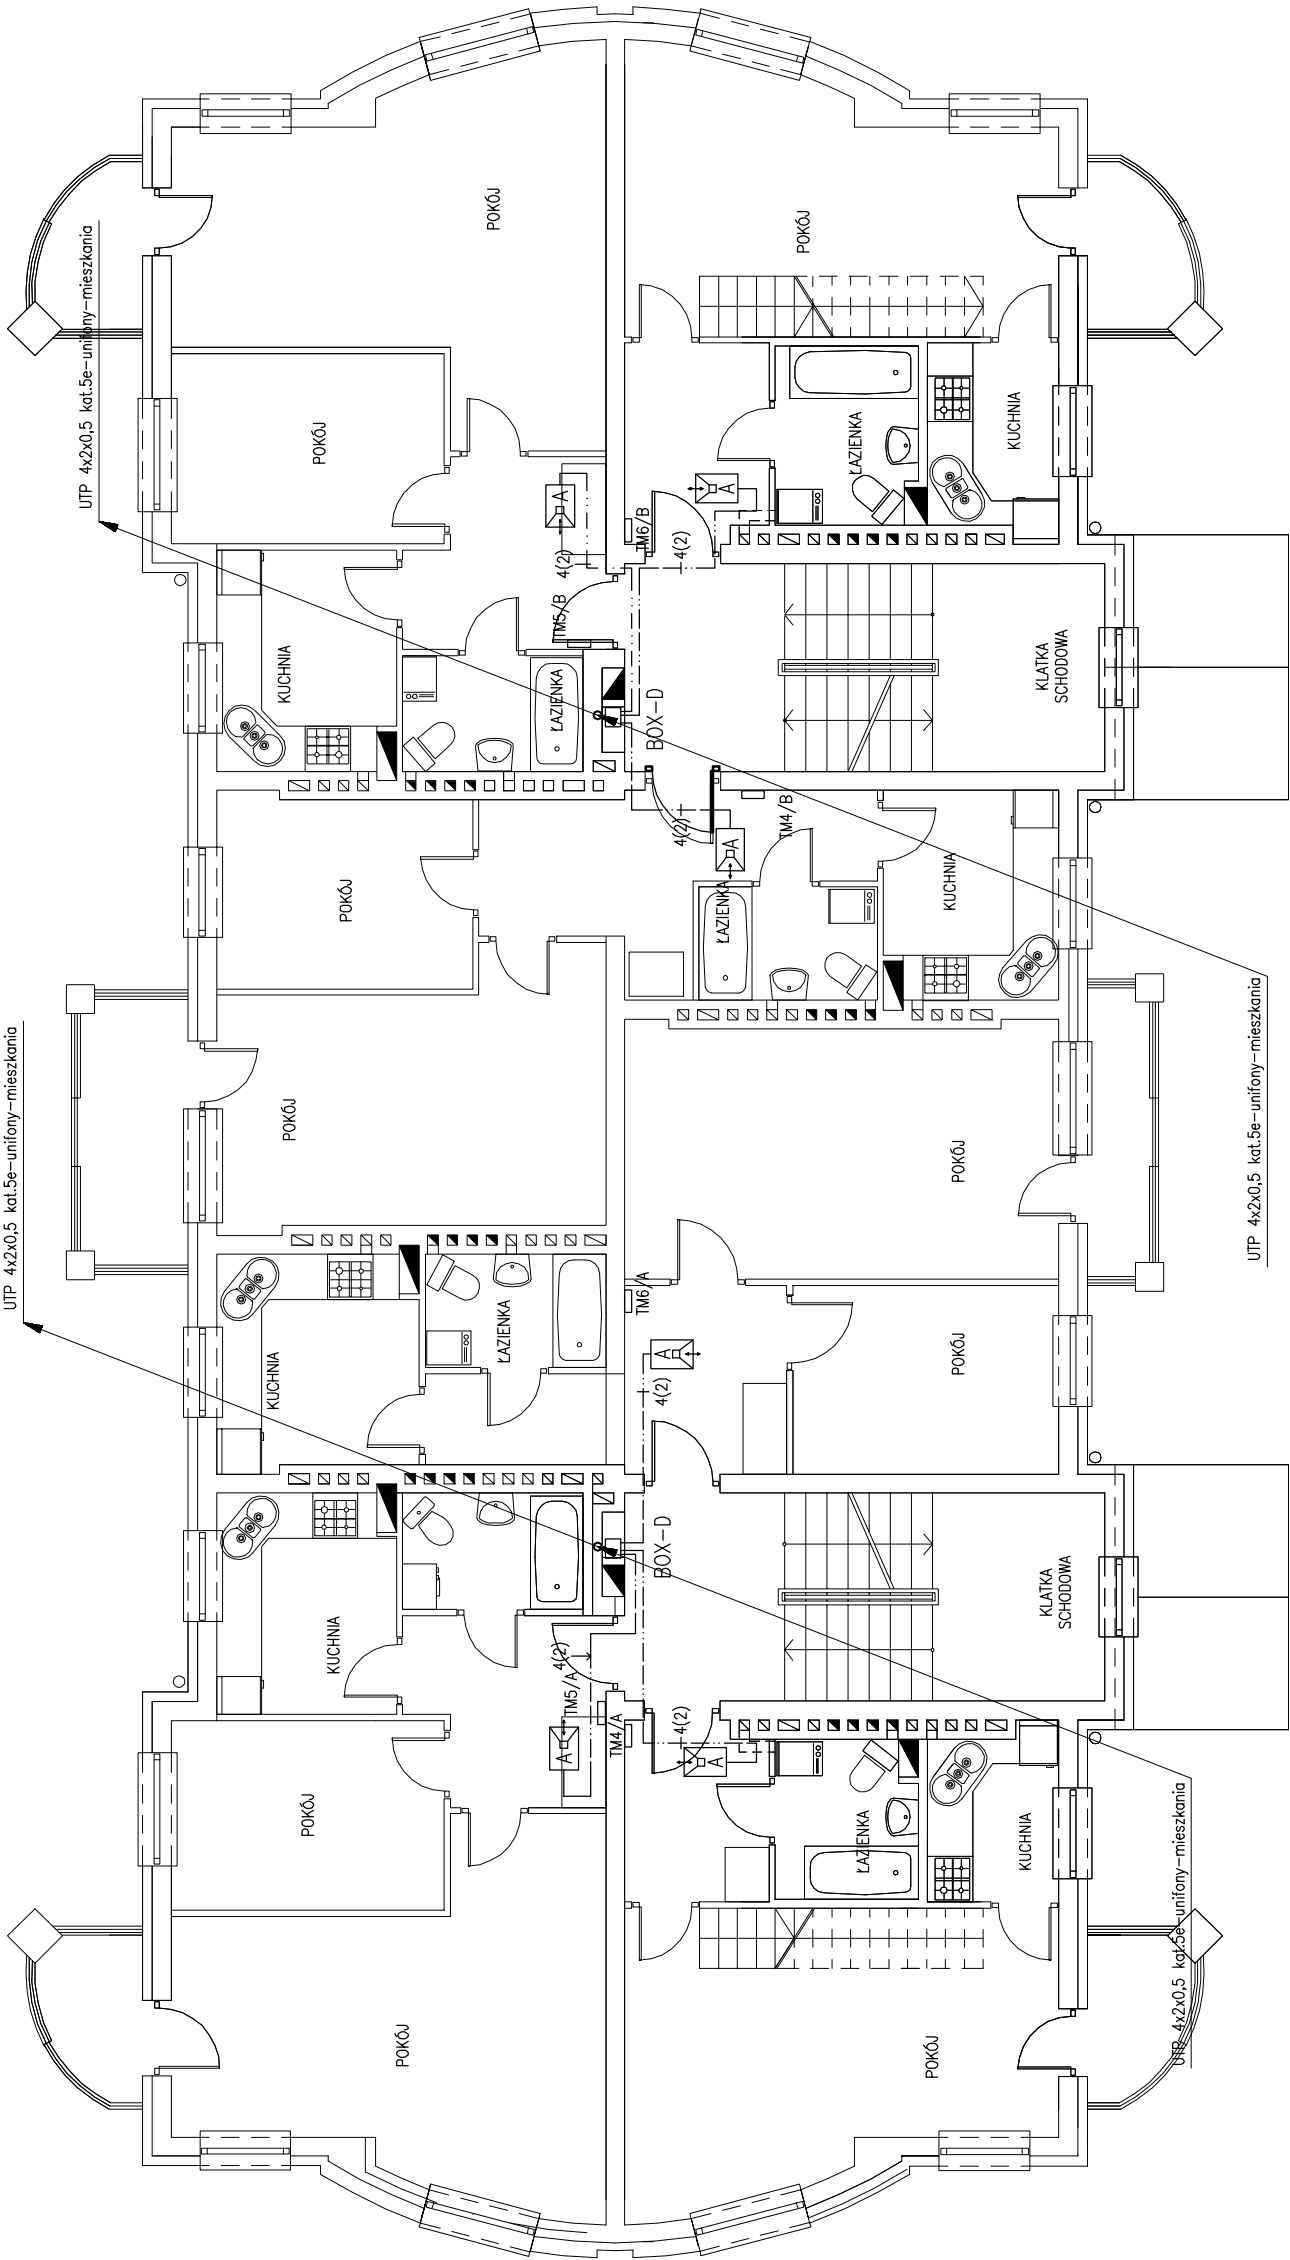 UTP 4x2x0,5 kat.5e-unifony-mieszkania
POKÓJ
POKÓJ
POKÓJ
KUCHNIA
ŁAZIENKA
A
A
TM6/B
4(2)
4(2)
TM5/B
KUCHNIA
ŁAZIENKA
BOX-D
KLATKA
SCHODOWA
4(2)
TM4/B
A
POKÓJ
ŁAZIENKA
KUCHNIA
UTP 4x2x0,5 kat.5e-unifony-mieszkania
UTP 4x2x0,5 kat.5e-unifony-mieszkania
POKÓJ
POKÓJ
TM6/A
A
4(2)
ŁAZIENKA
KUCHNIA
POKÓJ
BOX-D
KLATKA
SCHODOWA
KUCHNIA
4(2)
TM5/A
TM4/A
4(2)
A
A
POKÓJ
ŁAZIENKA
KUCHNIA
UTP 4x2x0,5 kat.5e-unifony-mieszkania
POKÓJ
POKÓJ